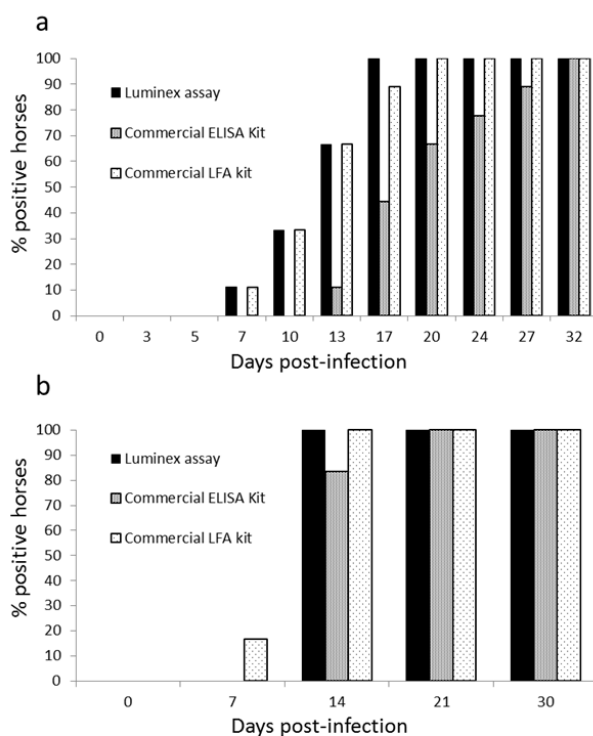 a
100
90
80
70
60
50
40
30
20
10
0
% positive horses
Luminex assay
Commercial ELISA Kit
Commercial LFA kit
0 3 5 7 10 13 17 20 24 27 32
Days post-infection
b
100
90
80
70
60
50
40
30
20
10
0
% positive horses
Luminex assay
Commercial ELISA Kit
Commercial LFA kit
0 7 14 21 30
Days post-infection